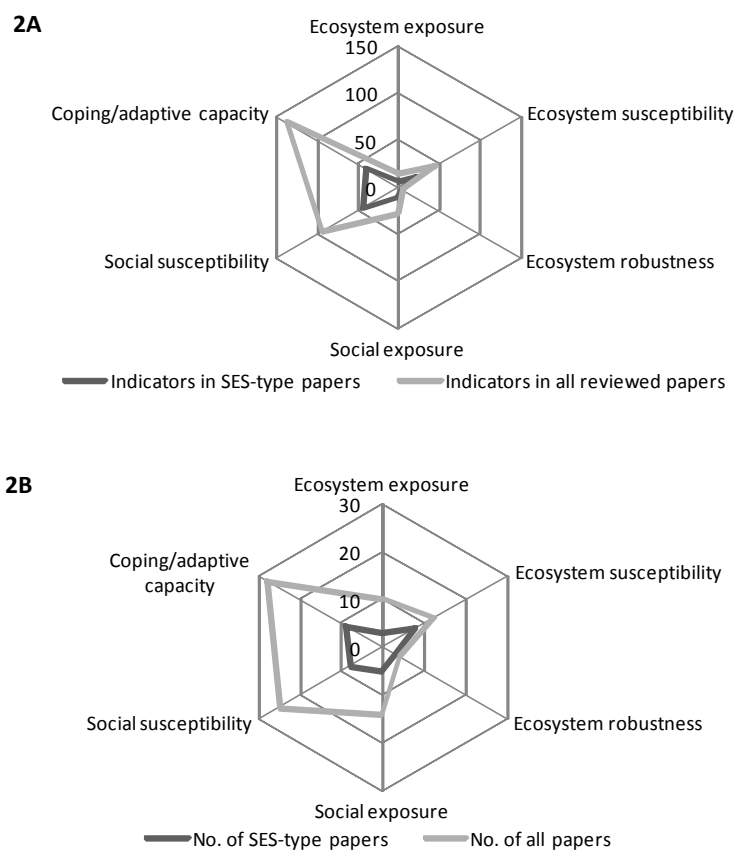 2A
Ecosystem exposure
150
100
50
0
Coping/adaptive capacity
Ecosystem susceptibility
Social susceptibility
Ecosystem robustness
Social exposure
Indicators in SES-type papers
Indicators in all reviewed papers
2B
Ecosystem exposure
30
20
10
0
Coping/adaptive
capacity
Ecosystem susceptibility
Social susceptibility
Ecosystem robustness
Social exposure
No. of SES-type papers
No. of all papers